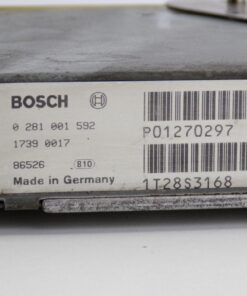 BOSCH
0 281 001 592
1739 0017
86526 810
Made in Germany
P01270297
1T28S3168